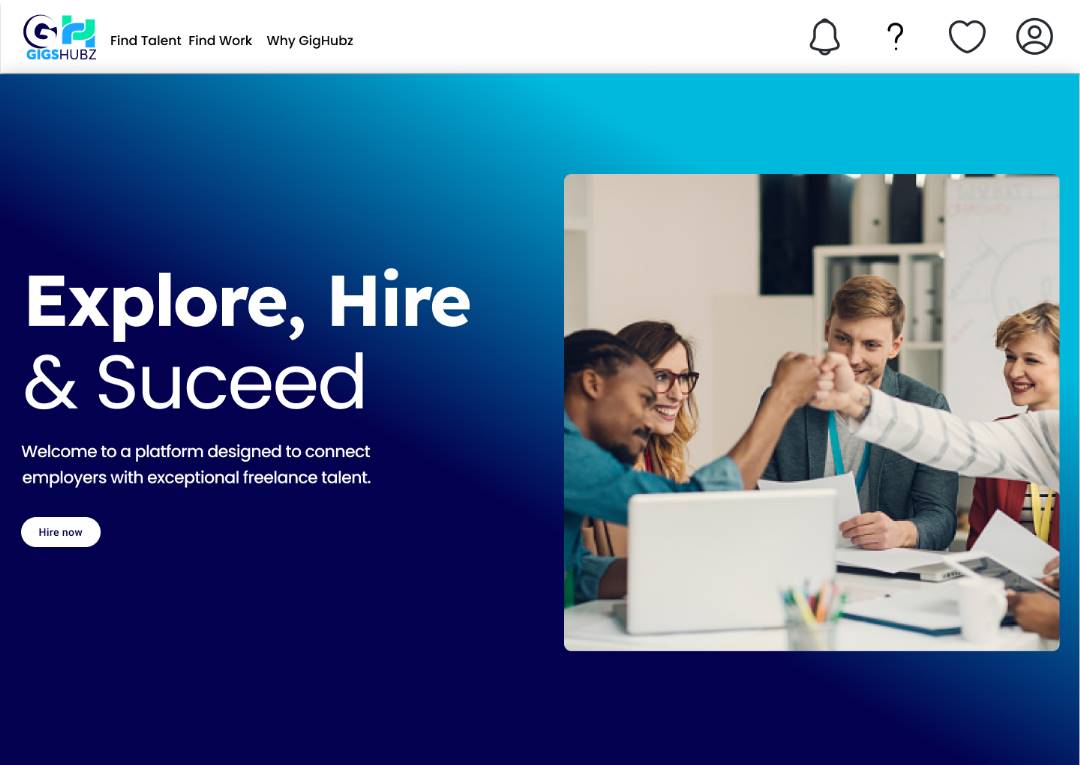 GH
GIGSHUBZ
Find Talent Find Work Why GigHubz
?
Explore, Hire
& Suceed
Welcome to a platform designed to connect
employers with exceptional freelance talent.
Hire now